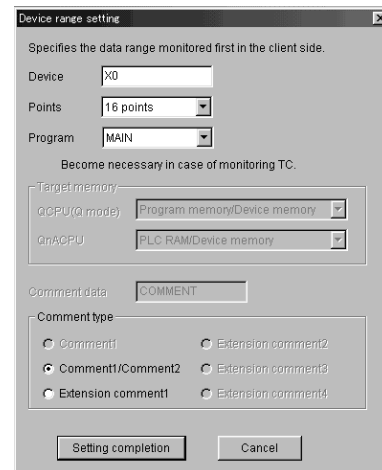 Device range setting
Specifies the data range monitored first in the client side.
Device X0
Points 16 points
Program MAIN
Become necessary in case of monitoring TC.
Target memory
QCPU(Q mode) Program memory/Device memory
QnACPU PLC RAM/Device memory
Comment data COMMENT
Comment type
Comment1 Extension comment2
Comment1/Comment2 Extension comment3
Extension comment1 Extension comment4
Setting completion Cancel